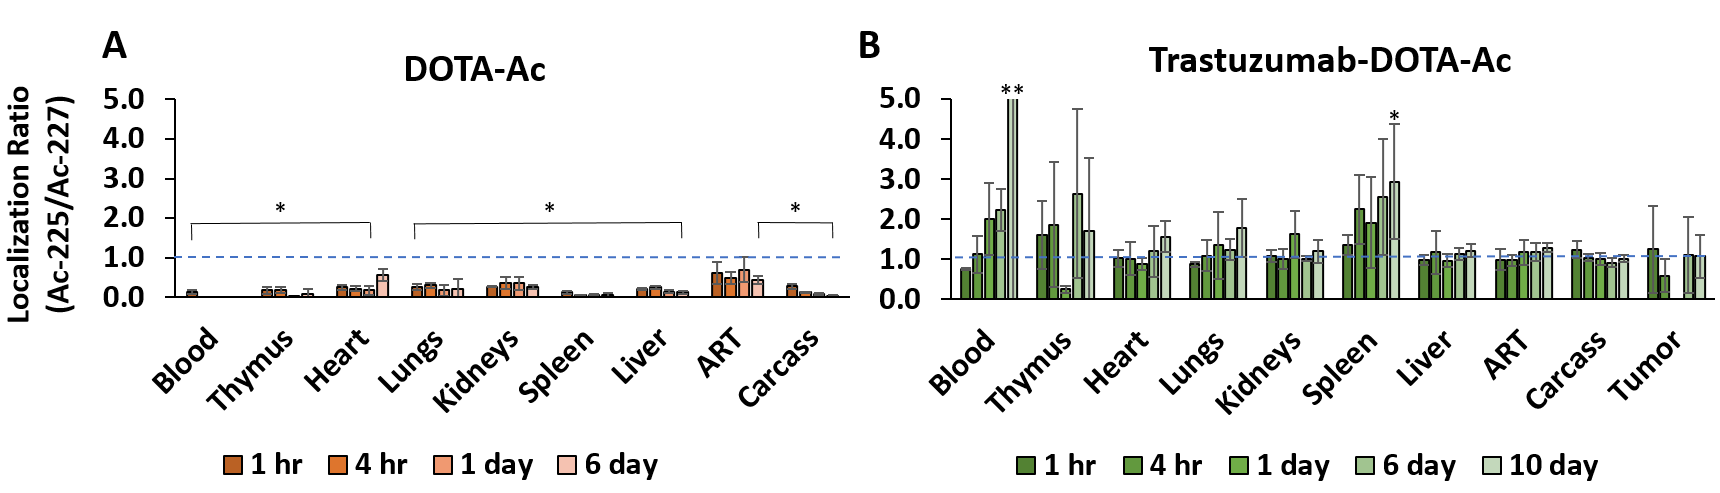 A
DOTA-Ac
Localization Ratio
(Ac-225/Ac-227)
5.0
4.0
3.0
2.0
1.0
0.0
*
*
*
Blood
Thymus
Heart
Lungs
Kidneys
Spleen
Liver
ART
Carcass
1 hr 4 hr 1 day 6 day
B
Trastuzumab-DOTA-Ac
5.0
4.0
3.0
2.0
1.0
0.0
**
*
Blood
Thymus
Heart
Lungs
Kidneys
Spleen
Liver
ART
Carcass
Tumor
1 hr 4 hr 1 day 6 day 10 day